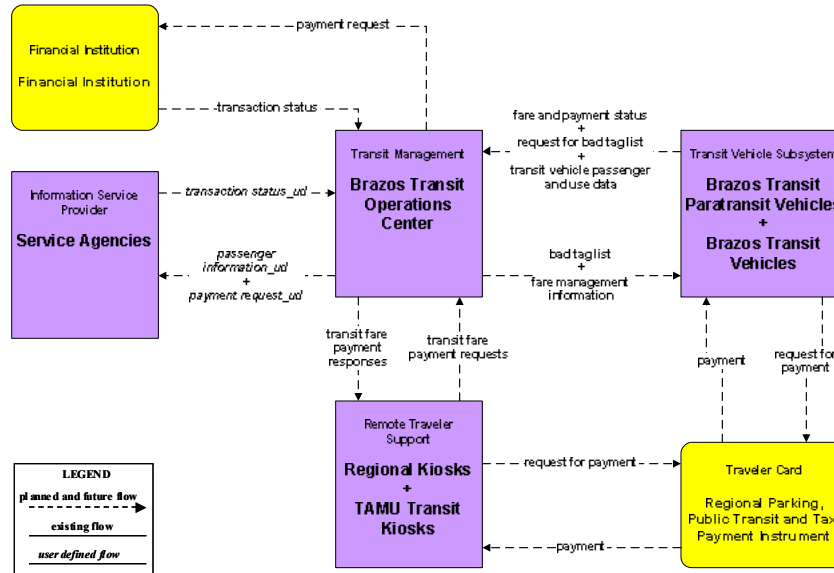 Financial Institution
Financial Institution
payment request
transaction status
Information Service
Provider
Service Agencies
transaction status_ud
passenger
information_ud
+
payment request_ud
Transit Management
Brazos Transit
Operations
Center
fare and payment status
+
request for bad tag list
+
transit vehicle passenger
and use data
bad tag list
+
fare management
information
Transit Vehicle Subsystem
Brazos Transit
Paratransit Vehicles
+
Brazos Transit
Vehicles
transit fare
payment
responses
transit fare
payment requests
payment
request for
payment
Remote Traveler
Support
Regional Kiosks
+
TAMU Transit
Kiosks
request for payment
payment
Traveler Card
Regional Parking,
Public Transit and Taxi
Payment Instrument
LEGEND
planned and future flow
existing flow
user defined flow